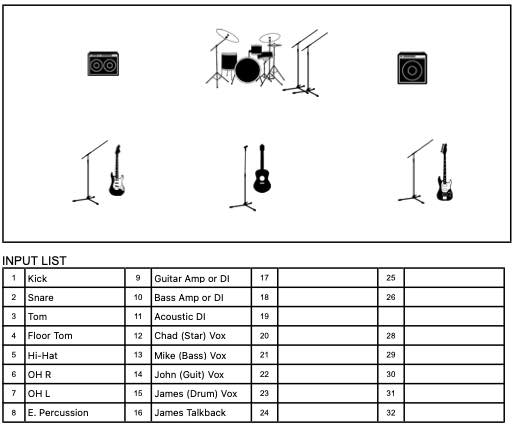 INPUT LIST
1 Kick 9 Guitar Amp or DI 17 25
2 Snare 10 Bass Amp or DI 18 26
3 Tom 11 Acoustic DI 19
4 Floor Tom 12 Chad (Star) Vox 20 28
5 Hi-Hat 13 Mike (Bass) Vox 21 29
6 OH R 14 John (Guit) Vox 22 30
7 OH L 15 James (Drum) Vox 23 31
8 E. Percussion 16 James Talkback 24 32